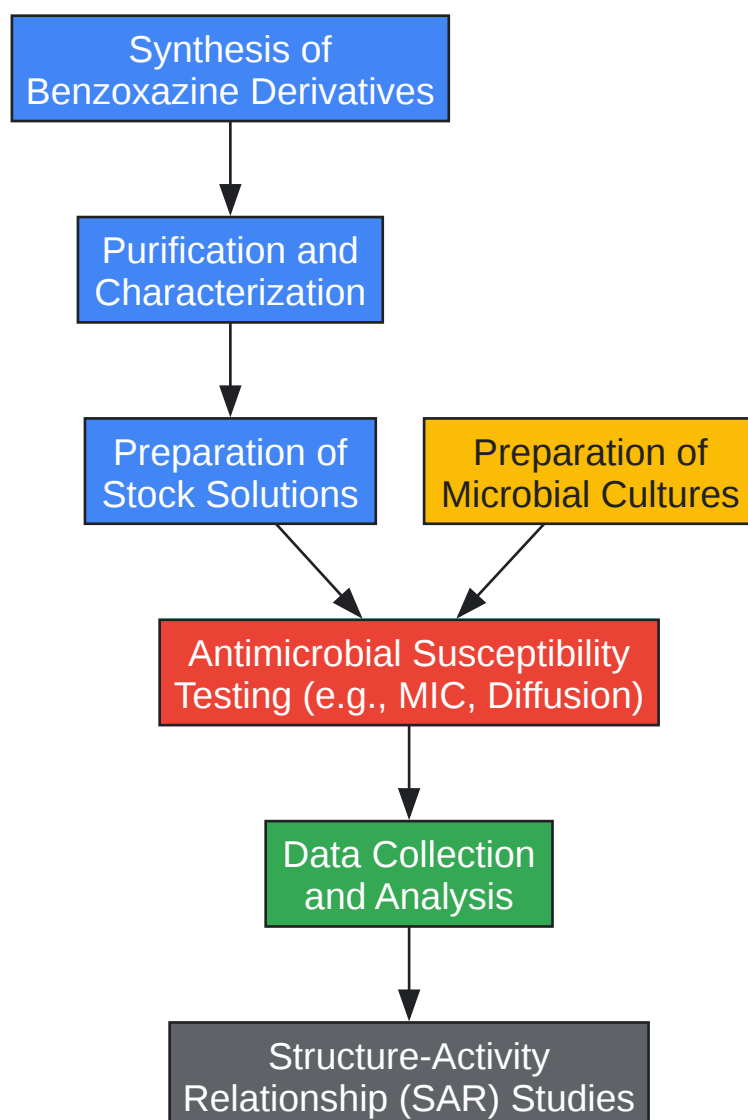 Synthesis of
Benzoxazine Derivatives
Purification and
Characterization
Preparation of
Stock Solutions
Preparation of
Microbial Cultures
Antimicrobial Susceptibility
Testing (e.g., MIC, Diffusion)
Data Collection
and Analysis
Structure-Activity
Relationship (SAR) Studies